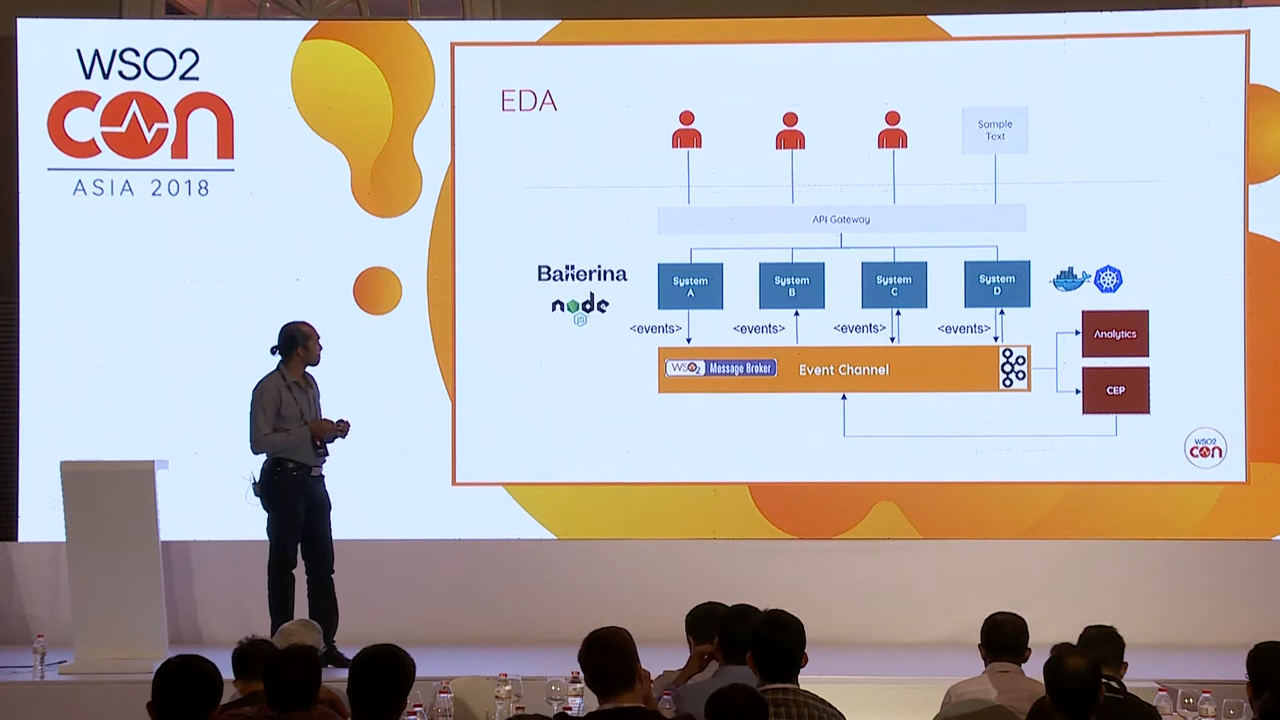 WSO2
con
ASIA 2018
EDA
Sample
Text
API Gateway
Ballerina
node
JS
System
A
System
B
System
C
System
D
<events>
<events>
<events>
<events>
WSO2 Message Broker
Event Channel
Analytics
CEP
WSO2
con